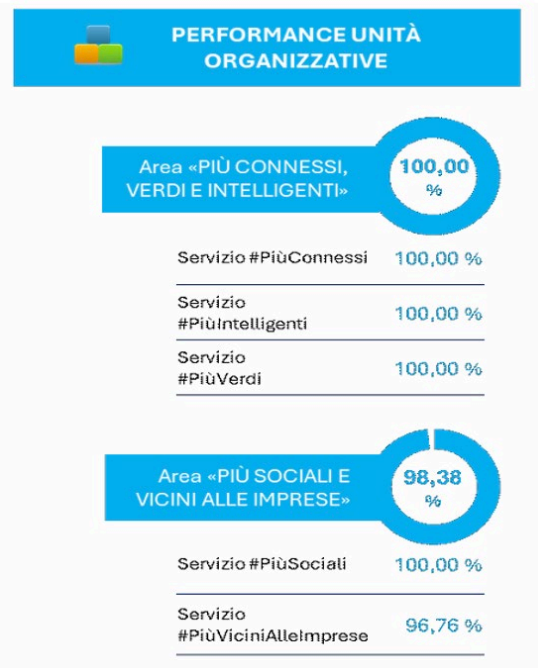 PERFORMANCE UNITÀ
ORGANIZZATIVE
Area «PIÙ CONNESSI,
VERDI E INTELLIGENTI»
100,00
%
Servizio #PiùConnessi 100,00 %
Servizio
#PiùIntelligenti 100,00 %
Servizio
#PiùVerdi 100,00 %
Area «PIÙ SOCIALI E
VICINI ALLE IMPRESE»
98,38
%
Servizio #PiùSociali 100,00 %
Servizio
#PiùViciniAlleImprese 96,76 %